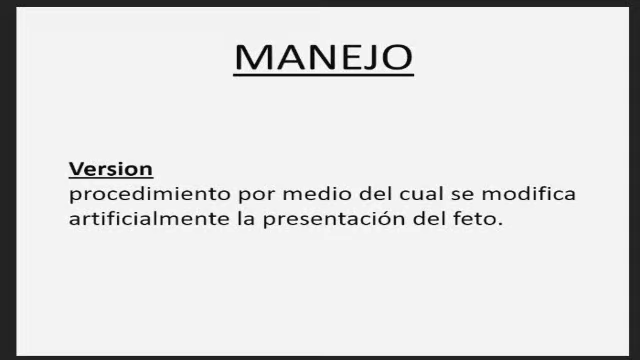 MANEJO
Version
procedimiento por medio del cual se modifica
artificialmente la presentación del feto.